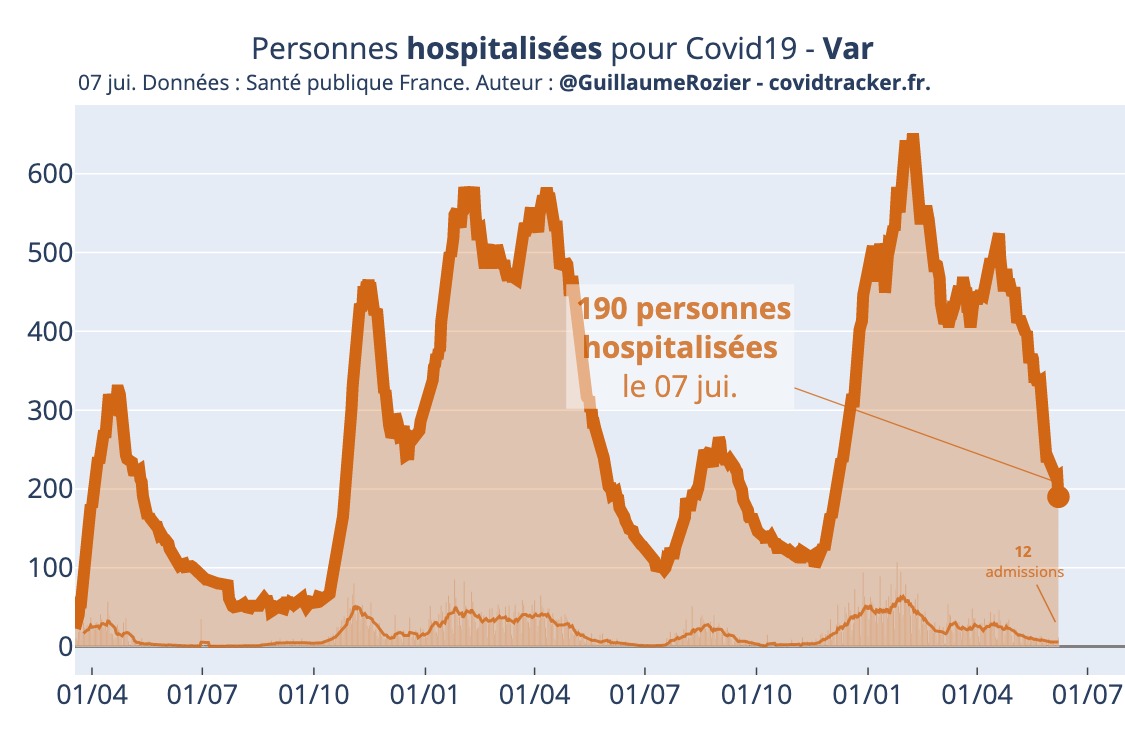 Personnes hospitalisées pour Covid19 - Var
07 jui. Données : Santé publique France. Auteur : @GuillaumeRozier - covidtracker.fr.
600
500
400
300
200
100
0
190 personnes
hospitalisées
le 07 jui.
12
admissions
01/04 01/07 01/10 01/01 01/04 01/07 01/10 01/01 01/04 01/07